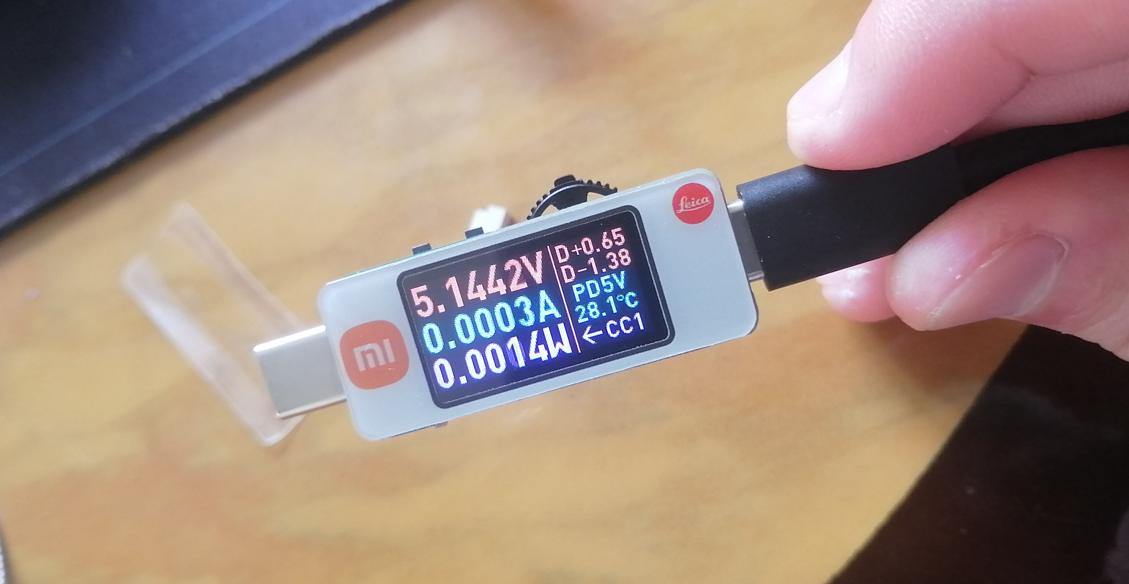 mi
5.1442V
0.0003A
0.0014W
D+0.65
D-1.38
PD5V
28.1°C
←CC1
Leica